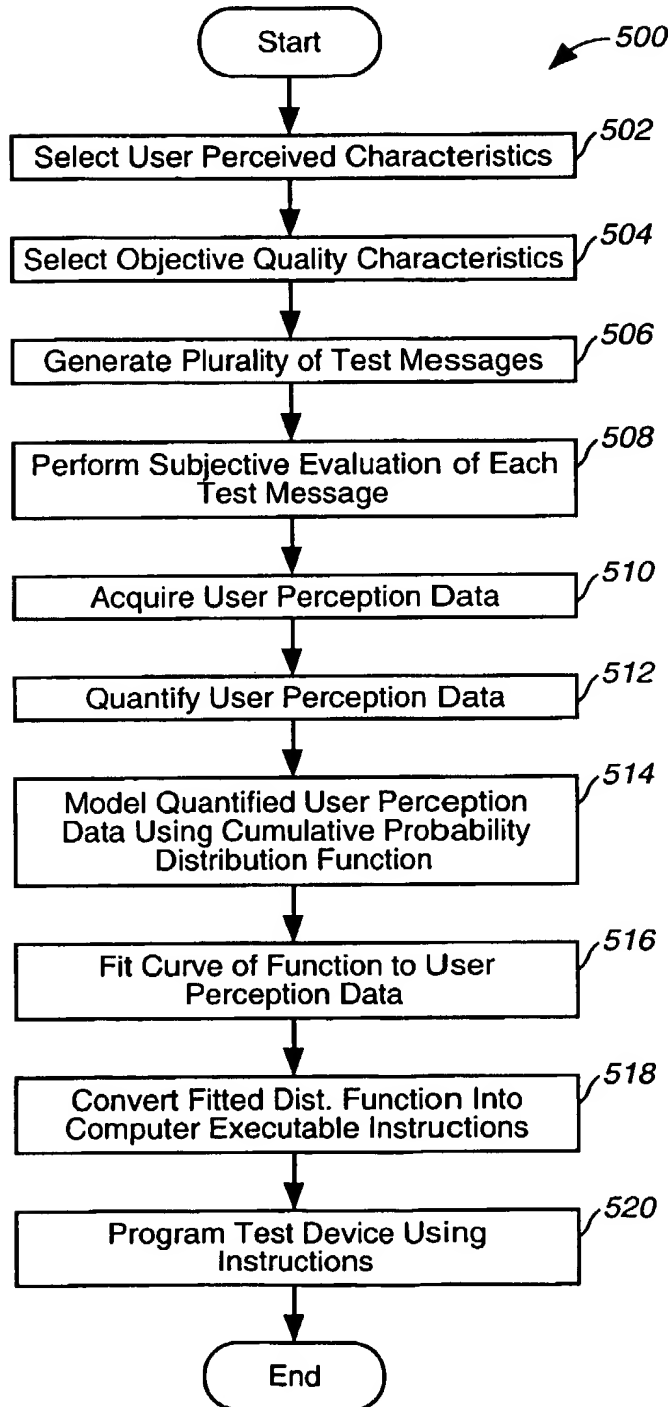 Start
500
502
Select User Perceived Characteristics
504
Select Objective Quality Characteristics
506
Generate Plurality of Test Messages
508
Perform Subjective Evaluation of Each
Test Message
510
Acquire User Perception Data
512
Quantify User Perception Data
514
Model Quantified User Perception
Data Using Cumulative Probability
Distribution Function
516
Fit Curve of Function to User
Perception Data
518
Convert Fitted Dist. Function Into
Computer Executable Instructions
520
Program Test Device Using
Instructions
End